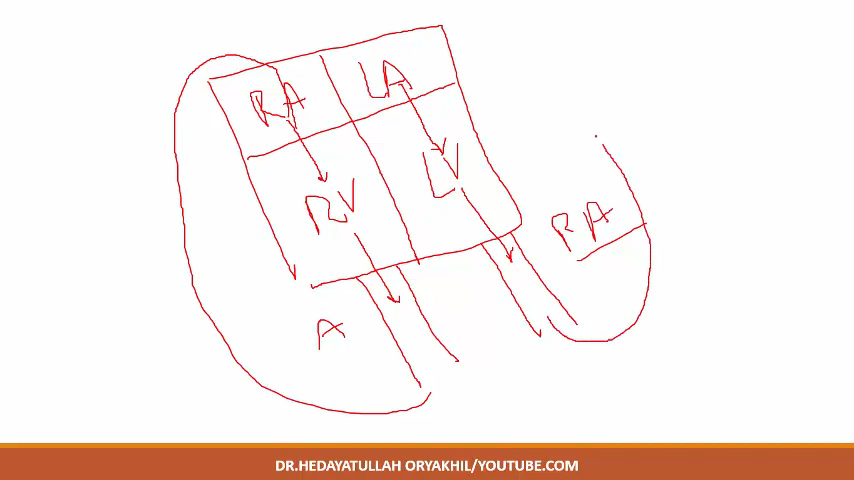 RA LA
RV LV
RA
A
DR.HEDAYATULLAH ORYAKHIL/YOUTUBE.COM